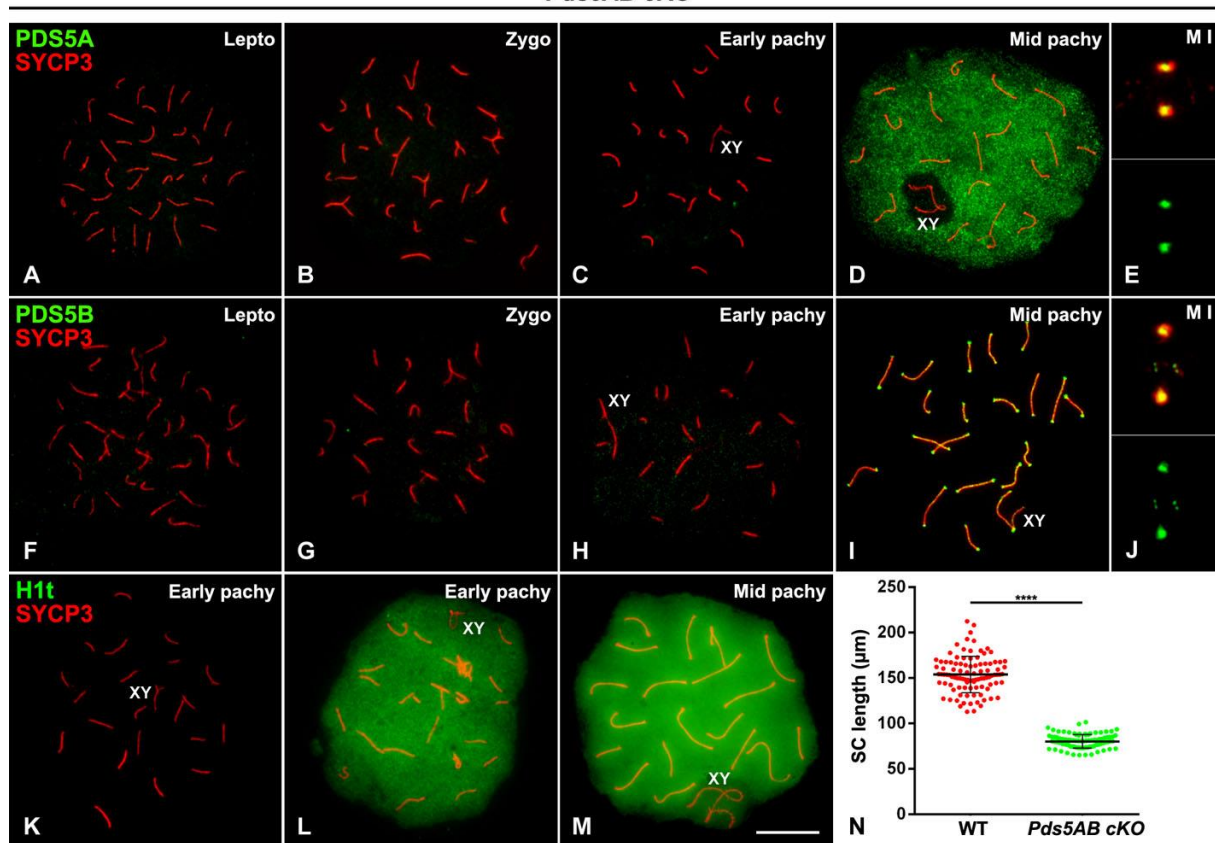 PDS5A
SYCP3
Lepto
A
Zygo
B
Early pachy
XY
C
Mid pachy
XY
D
M I
E
PDS5B
SYCP3
Lepto
F
Zygo
G
Early pachy
XY
H
Mid pachy
XY
I
M I
J
H1t
SYCP3
Early pachy
XY
K
Early pachy
XY
L
Mid pachy
XY
M
SC length (µm)
250
200
150
100
50
0
****
WT
Pds5AB cKO
N